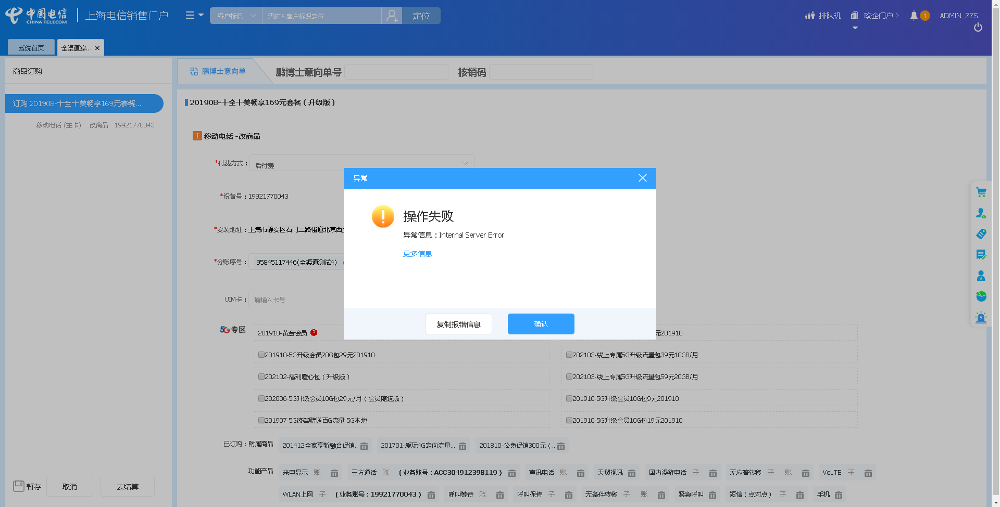 中国电信
CHINA TELECOM
上海电信销售门户
客户标识
请输入客户标识定位
定位
排队机
政企门户
1
ADMIN_ZZS
系统首页
全渠道穿...
商品订购
鹏博士意向单
鹏博士意向单号
核销码
订购 201908-十全十美畅享169元套餐...
移动电话 (主卡) 改商品 19921770043
201908-十全十美畅享169元套餐（升级版）
主 移动电话 -改商品
*付费方式：
后付费
*设备号：19921770043
*安装地址：上海市静安区石门二路街道北京西
*分账序号：
95845117446(全渠道测试4)
UIM卡：
请输入卡号
异常
操作失败
异常信息：Internal Server Error
更多信息
复制报错信息
确认
5G 专区
201910-黄金会员
元201910
201910-5G升级会员20G包29元201910
202103-线上专属5G升级流量包39元10GB/月
202102-福利暖心包（升级版）
202103-线上专属5G升级流量包59元20GB/月
202006-5G升级会员10G包29元/月（会员随选版）
201910-5G升级会员10G包9元201910
201907-5G终端赠送百G流量-5G本地
201910-5G升级会员10G包19元201910
已订购：附属商品
201412全家享新融合促销..
201701-爱玩4G定向流量...
201810-公免促销300元（..
功能产品
来电显示 账
三方通话 账 （业务账号：ACC304912398119）
声讯电话 账
天翼视讯
国内漫游电话 子
无应答转移 子 账
VoLTE 子
WLAN上网 子 （业务账号：19921770043）
呼叫等待 账
呼叫保持 子
无条件转移 子 账
紧急呼叫
短信（点对点） 子
手机
暂存
取消
去结算